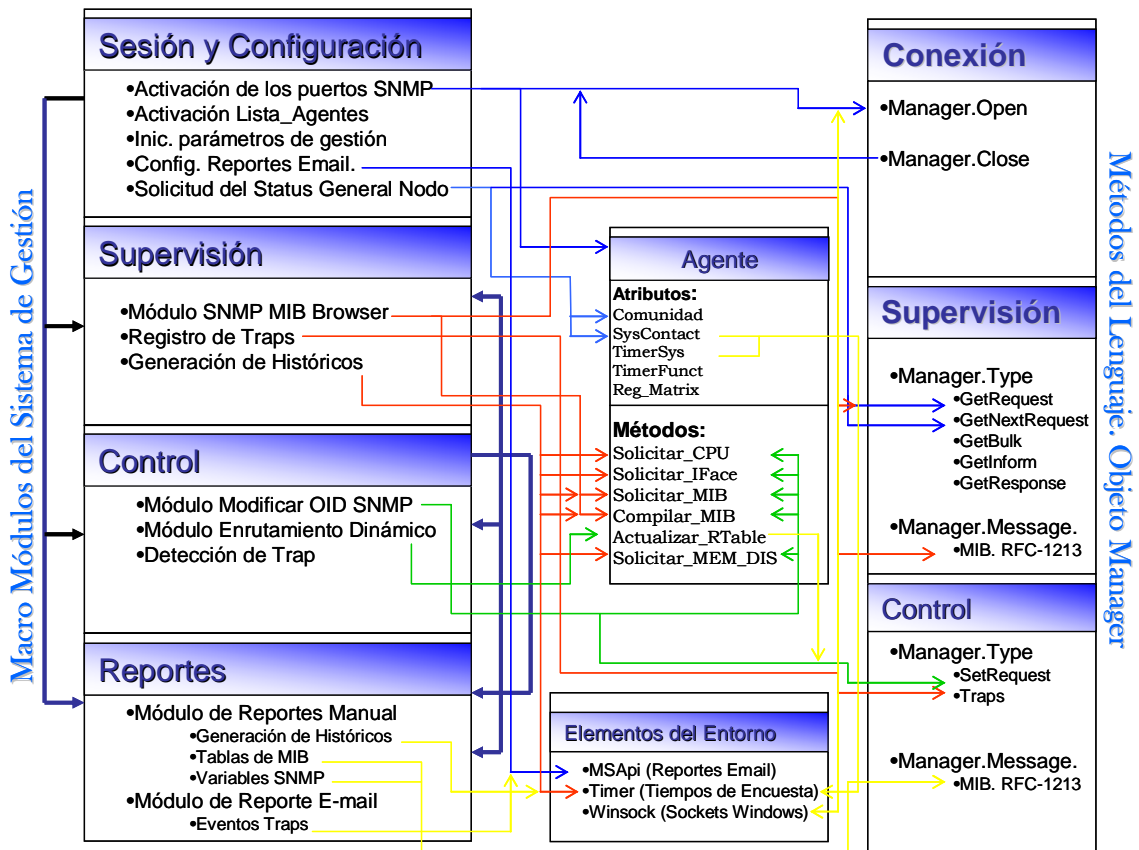 Macro Módulos del Sistema de Gestión
Sesión y Configuración
•Activación de los puertos SNMP
•Activación Lista_Agentes
•Inic. parámetros de gestión
•Config. Reportes Email.
•Solicitud del Status General Nodo
Supervisión
•Módulo SNMP MIB Browser
•Registro de Traps
•Generación de Históricos
Control
•Módulo Modificar OID SNMP
•Módulo Enrutamiento Dinámico
•Detección de Trap
Reportes
•Módulo de Reportes Manual
•Generación de Históricos
•Tablas de MIB
•Variables SNMP
•Módulo de Reporte E-mail
•Eventos Traps
Agente
Atributos:
Comunidad
SysContact
TimerSys
TimerFunct
Reg_Matrix
Métodos:
Solicitar_CPU
Solicitar_IFace
Solicitar_MIB
Compilar_MIB
Actualizar_RTable
Solicitar_MEM_DIS
Elementos del Entorno
•MSApi (Reportes Email)
•Timer (Tiempos de Encuesta)
•Winsock (Sockets Windows)
Conexión
•Manager.Open
•Manager.Close
Supervisión
•Manager.Type
•GetRequest
•GetNextRequest
•GetBulk
•GetInform
•GetResponse
•Manager.Message.
•MIB. RFC-1213
Control
•Manager.Type
•SetRequest
•Traps
•Manager.Message.
•MIB. RFC-1213
Métodos del Lenguaje. Objeto Manager